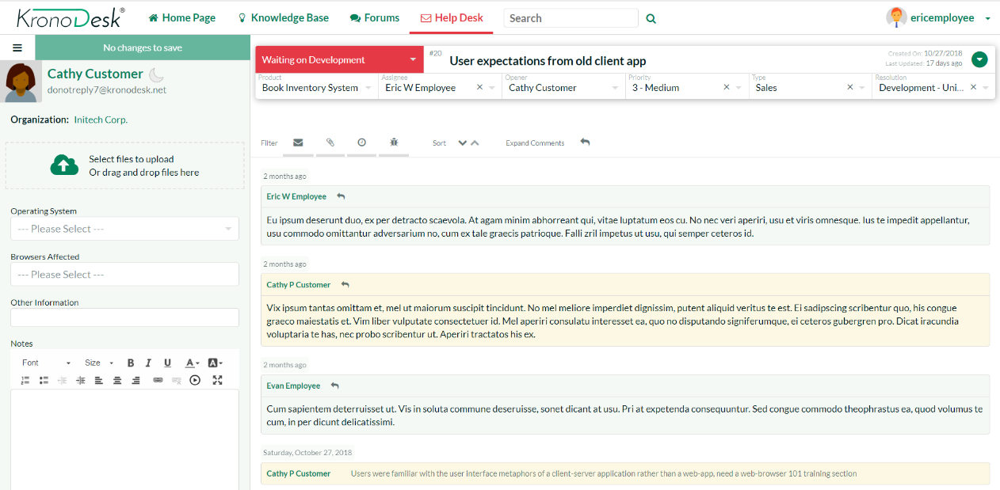 KronoDesk®
Home Page
Knowledge Base
Forums
Help Desk
Search
ericemployee
No changes to save
Cathy Customer
donotreply7@kronodesk.net
Organization: Initech Corp.
Select files to upload
Or drag and drop files here
Operating System
--- Please Select ---
Browsers Affected
--- Please Select ---
Other Information
Notes
Font
Size
B I U A A
Waiting on Development
#20
User expectations from old client app
Created On: 10/27/2018
Last Updated: 17 days ago
Product
Book Inventory System
Assignee
Eric W Employee
Opener
Cathy Customer
Priority
3 - Medium
Type
Sales
Resolution
Development - Uni...
Filter
Sort
Expand Comments
2 months ago
Eric W Employee
Eu ipsum deserunt duo, ex per detracto scaevola. At agam minim abhorreant qui, vitae luptatum eos cu. No nec veri aperiri, usu et viris omnesque. Ius te impedit appellantur,
usu commodo omittantur adversarium no, cum ex tale graecis patrioque. Falli zril impetus ut usu, qui semper ceteros id.
2 months ago
Cathy P Customer
Vix ipsum tantas omittam et, mel ut maiorum suscipit tincidunt. No mel meliore imperdiet dignissim, putent aliquid veritus te est. Ei sadipscing scribentur quo, his congue
graeco maiestatis et. Vim liber vulputate consectetuer id. Mel aperiri consulatu interesset ea, quo no disputando signiferumque, ei ceteros gubergren pro. Dicat iracundia
voluptaria te has, nec probo scribentur ut. Aperiri tractatos his ex.
2 months ago
Evan Employee
Cum sapientem deterruisset ut. Vis in soluta commune deseruisse, sonet dicant at usu. Pri at expetenda consequuntur. Sed congue commodo theophrastus ea, quod volumus te
cum, in per dicunt delicatissimi.
Saturday, October 27, 2018
Cathy P Customer
Users were familiar with the user interface metaphors of a client-server application rather than a web-app, need a web-browser 101 training section